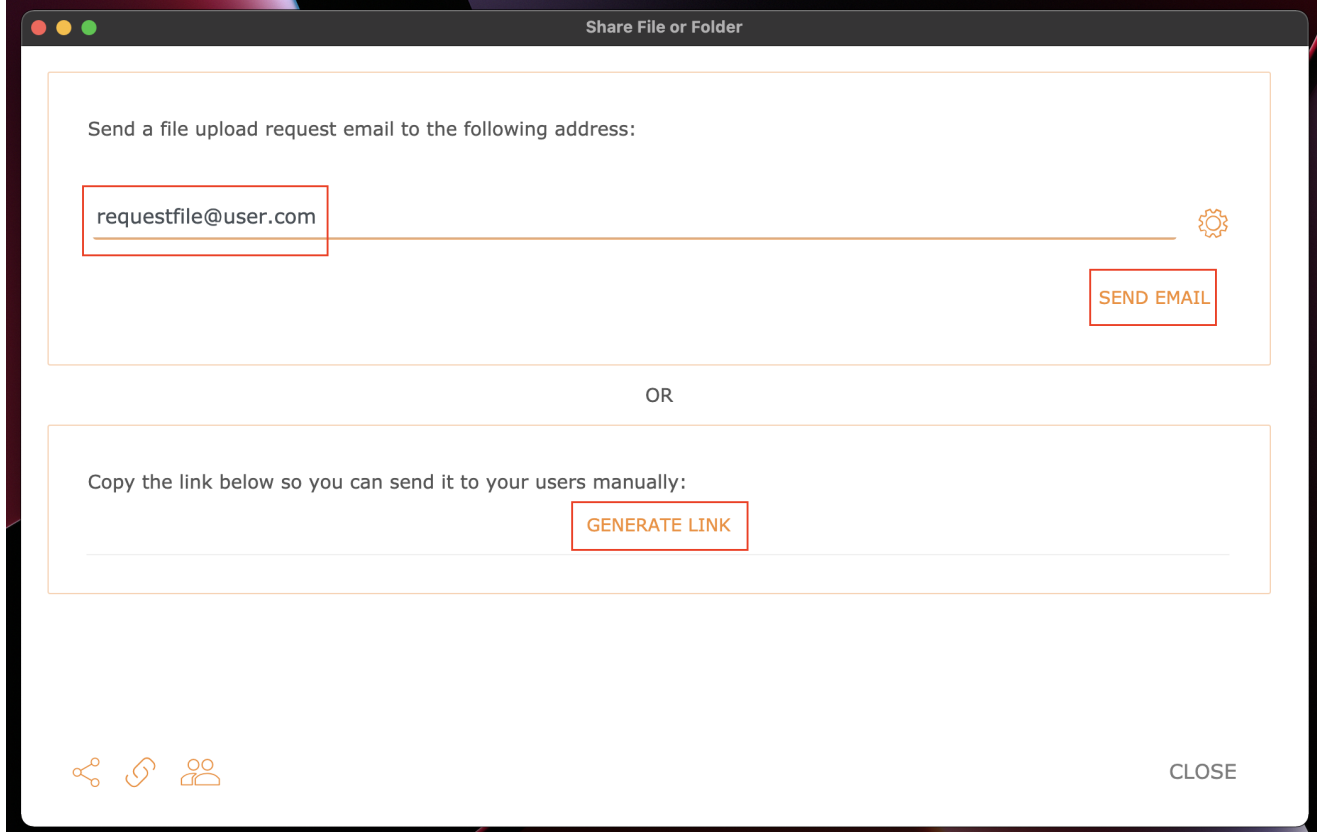 Share File or Folder
Send a file upload request email to the following address:
requestfile@user.com
SEND EMAIL
OR
Copy the link below so you can send it to your users manually:
GENERATE LINK
CLOSE